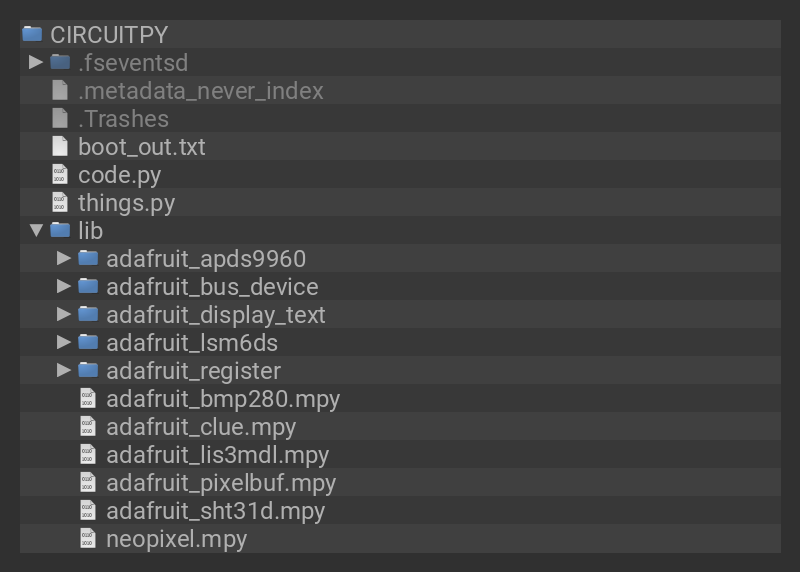 CIRCUITPY
.fseventsd
.metadata_never_index
.Trashes
boot_out.txt
code.py
things.py
lib
adafruit_apds9960
adafruit_bus_device
adafruit_display_text
adafruit_lsm6ds
adafruit_register
adafruit_bmp280.mpy
adafruit_clue.mpy
adafruit_lis3mdl.mpy
adafruit_pixelbuf.mpy
adafruit_sht31d.mpy
neopixel.mpy